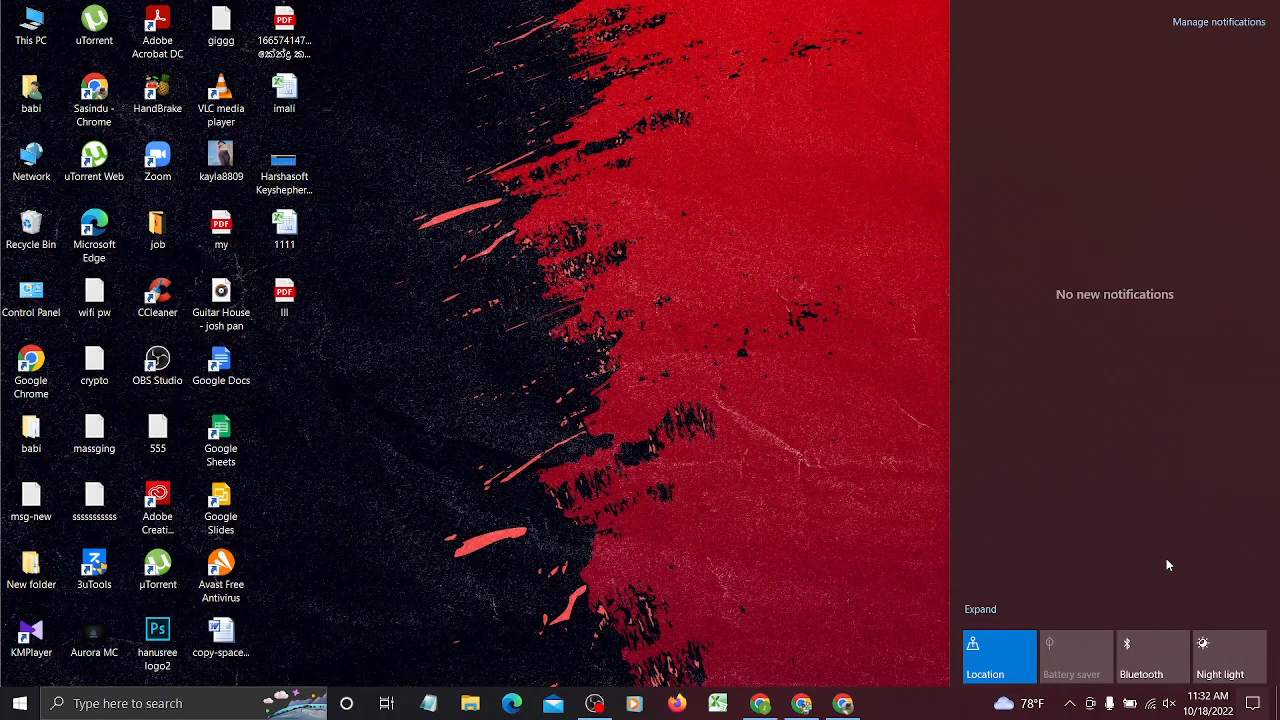 This PC
uTorrent
Adobe
Acrobat DC
giggg
166574147...
babi
Sasindu -
Chrome
HandBrake
VLC media
player
imali
Network
uTorrent Web
Zoom
kayla8809
Harshasoft
Keyshepher...
Recycle Bin
Microsoft
Edge
job
my
1111
Control Panel
wifi pw
CCleaner
Guitar House
- josh pan
lll
Google
Chrome
crypto
OBS Studio
Google Docs
babi
massging
555
Google
Sheets
msg-new
ssssssssss
Adobe
Creati...
Google
Slides
New folder
3uTools
µTorrent
Avast Free
Antivirus
KMPlayer
Aurora MC
hanusree
logo2
copy-space...
Manage notifications
No new notifications
Expand
Location
Battery saver
Bluetooth
Night light
Type here to search
78°F
11:32 AM
10/8/2022